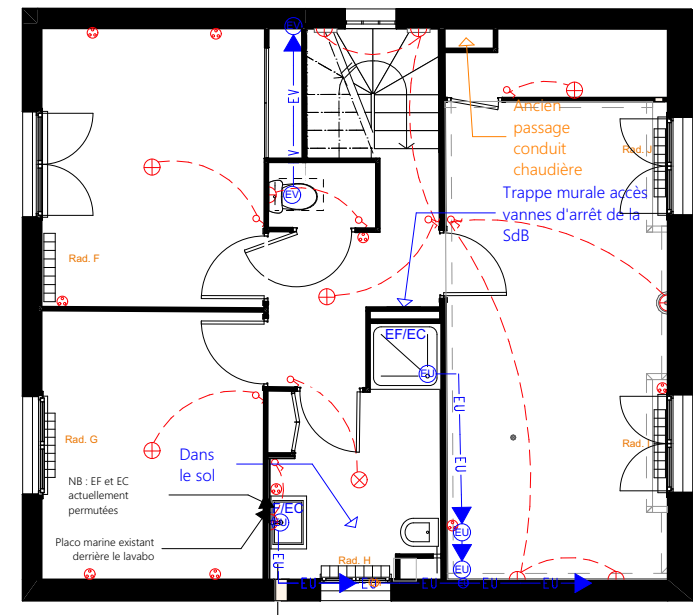 EV
EV
V
EV
Ancien
passage
conduit
chaudière
Rad. J
Trappe murale accès
vannes d'arrêt de la
SdB
Rad. F
EF/EC
EU
EU
EU
Rad. G
Rad. I
Dans
le sol
NB : EF et EC
actuellement
permutées
F/EC
EU
Placo marine existant
derrière le lavabo
EU
Rad. H
EU
EU
EU
EU
EU
EU
EU